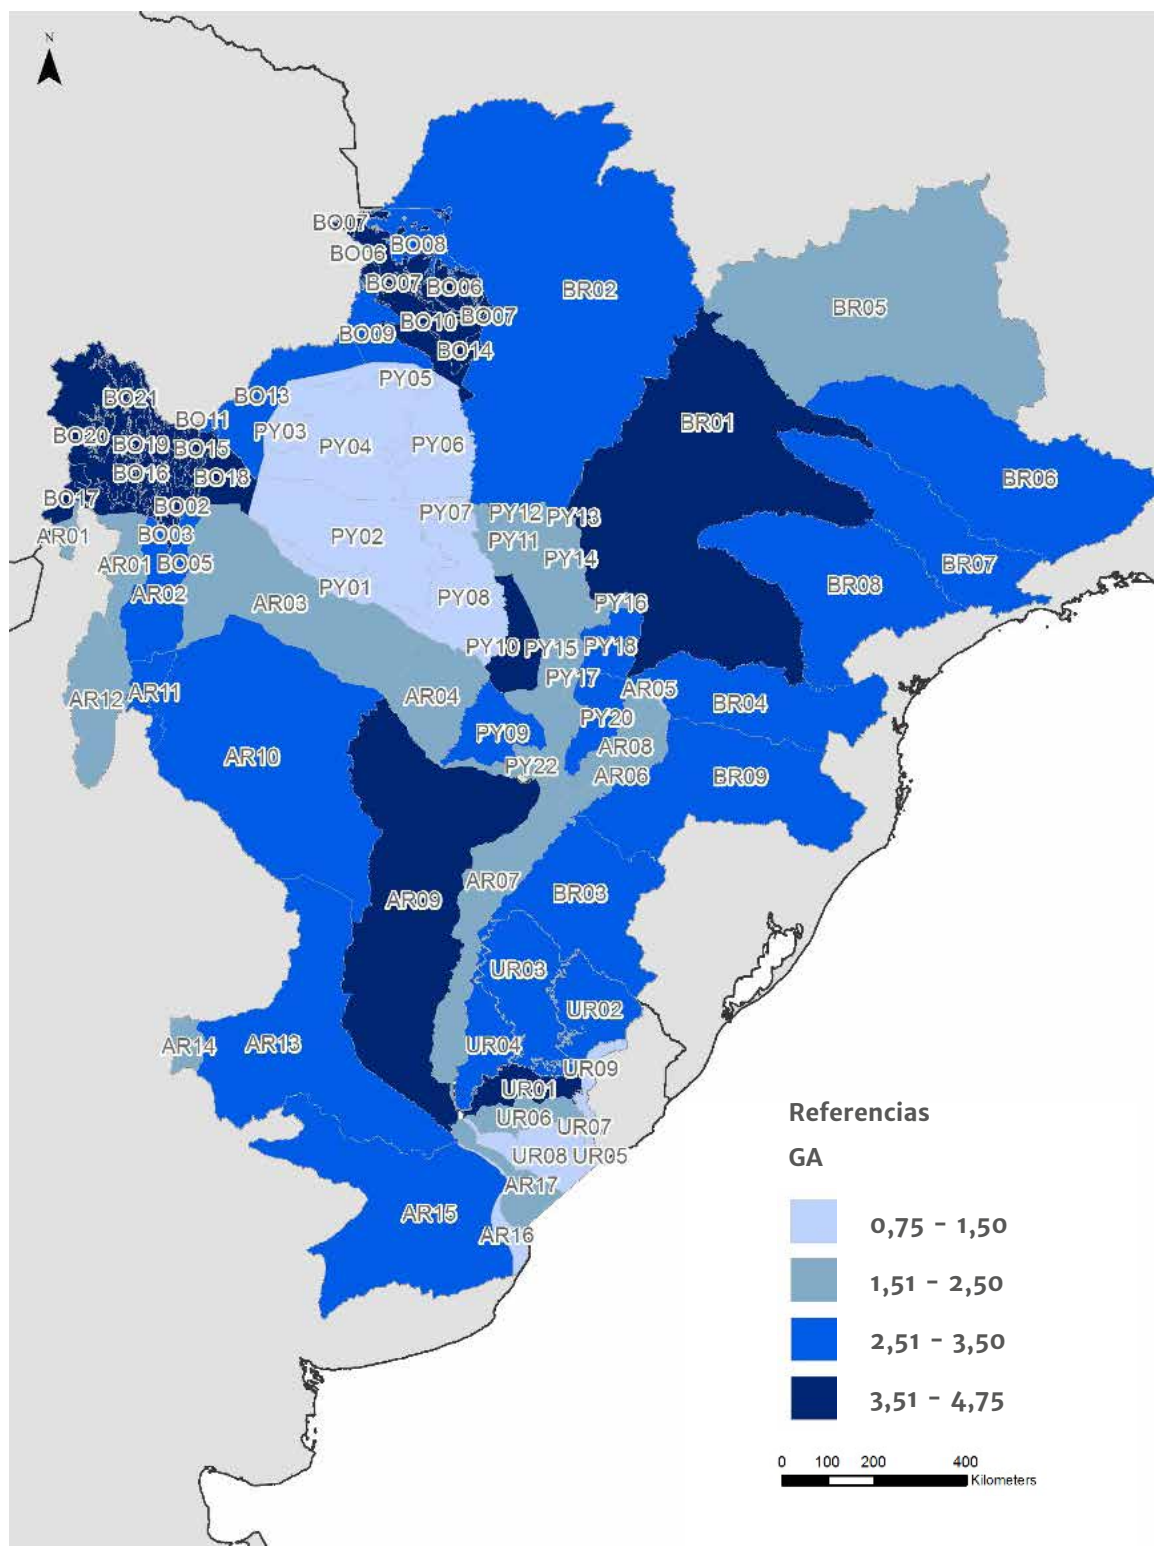 N
BO07
BO08
BO06
BO07
BO06
BR02
BR05
BO10
BO07
BO09
BO14
PY05
BO21
BO13
BO11
BR01
BO20
BO19
BO15
PY03
PY04
PY06
BO16
BO18
BR06
BO17
BO02
PY07
PY12
PY13
AR01
BO03
PY02
PY11
AR01
BO05
PY14
BR07
AR02
AR03
PY01
PY08
PY16
BR08
PY10
PY15
PY18
PY17
AR12
AR11
AR04
AR05
BR04
AR10
PY09
PY20
AR08
PY22
AR06
BR09
AR07
AR09
BR03
UR03
UR02
AR14
AR13
UR04
UR09
UR01
UR06
UR07
UR08
UR05
AR17
AR15
AR16
Referencias
GA
0,75 - 1,50
1,51 - 2,50
2,51 - 3,50
3,51 - 4,75
0 100 200 400
Kilometers